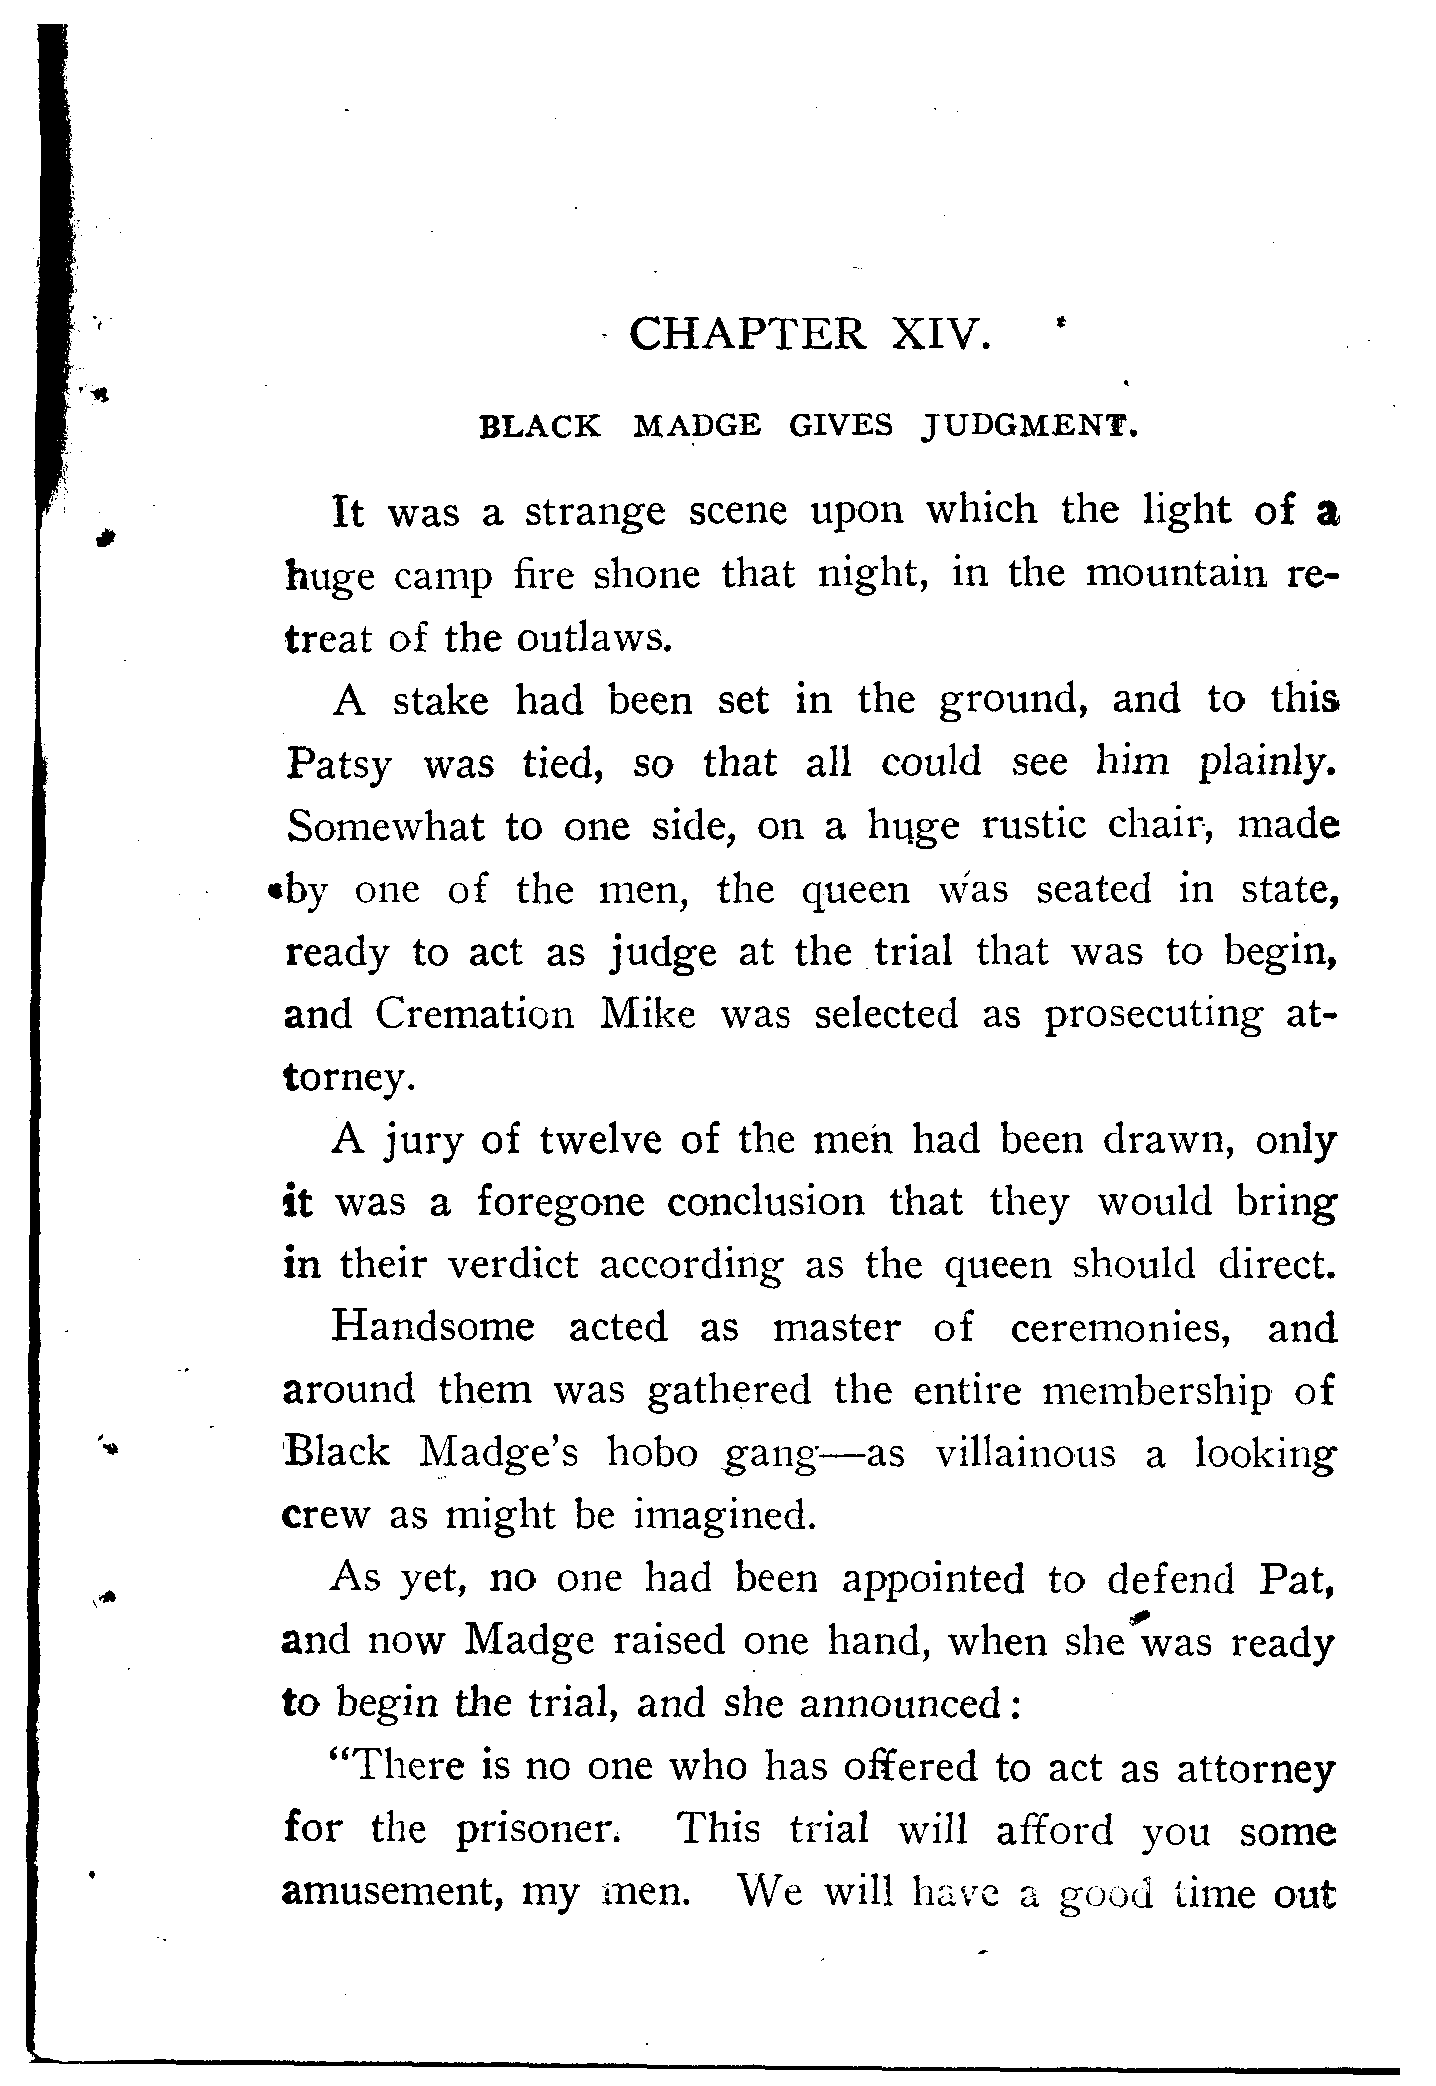 CHAPTER XIV.
BLACK MADGE GIVES JUDGMENT.
It was a strange scene upon which the light of a
huge camp fire shone that night, in the mountain re-
treat of the outlaws.
A stake had been set in the ground, and to this
Patsy was tied, so that all could see him plainly.
Somewhat to one side, on a huge rustic chair, made
by one of the men, the queen was seated in state,
ready to act as judge at the trial that was to begin,
and Cremation Mike was selected as prosecuting at-
torney.
A jury of twelve of the men had been drawn, only
it was a foregone conclusion that they would bring
in their verdict according as the queen should direct.
Handsome acted as master of ceremonies, and
around them was gathered the entire membership of
Black Madge's hobo gang—as villainous a looking
crew as might be imagined.
As yet, no one had been appointed to defend Pat,
and now Madge raised one hand, when she was ready
to begin the trial, and she announced:
"There is no one who has offered to act as attorney
for the prisoner. This trial will afford you some
amusement, my men. We will have a good time out